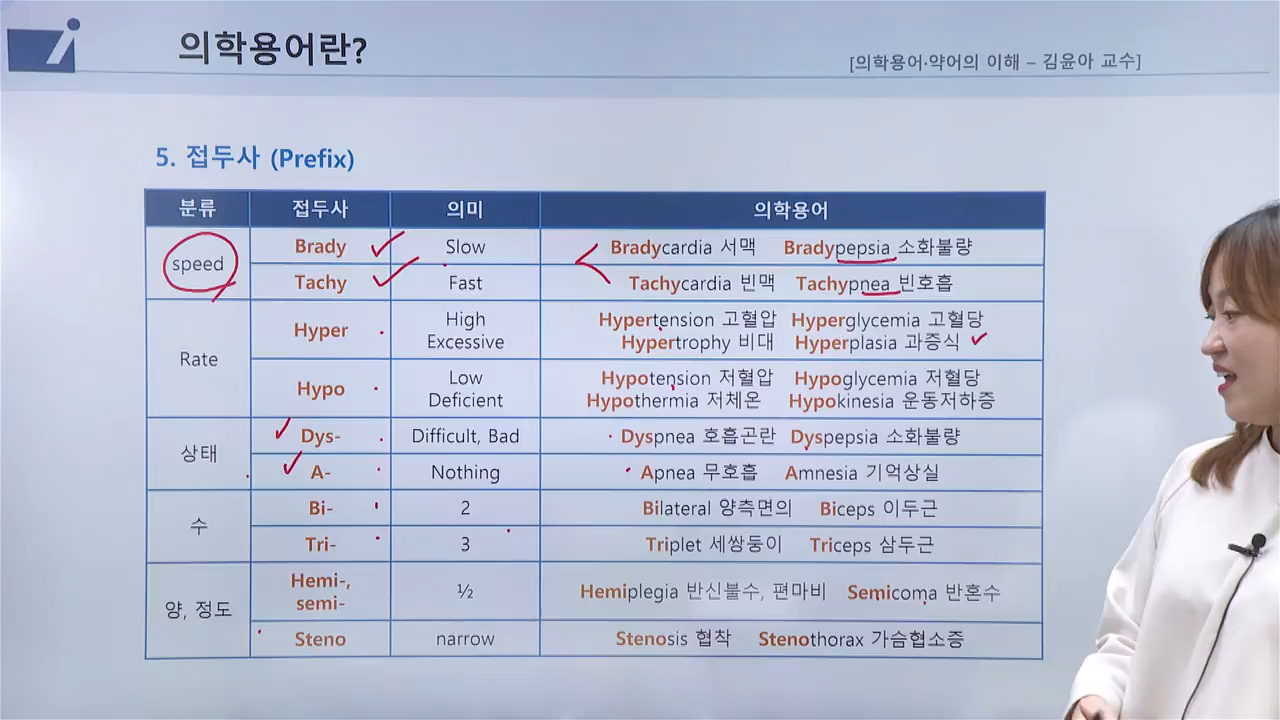 의학용어란?
[의학용어·약어의 이해 – 김윤아 교수]
5. 접두사 (Prefix)
분류 접두사 의미 의학용어
speed Brady Slow Bradycardia 서맥 Bradypepsia 소화불량
Tachy Fast Tachycardia 빈맥 Tachypnea 빈호흡
Rate Hyper High Excessive Hypertension 고혈압 Hyperglycemia 고혈당
Hypertrophy 비대 Hyperplasia 과증식
Hypo Low Deficient Hypotension 저혈압 Hypoglycemia 저혈당
Hypothermia 저체온 Hypokinesia 운동저하증
상태 Dys- Difficult, Bad Dyspnea 호흡곤란 Dyspepsia 소화불량
A- Nothing Apnea 무호흡 Amnesia 기억상실
수 Bi- 2 Bilateral 양측면의 Biceps 이두근
Tri- 3 Triplet 세쌍둥이 Triceps 삼두근
양, 정도 Hemi-, semi- ½ Hemiplegia 반신불수, 편마비 Semicoma 반혼수
Steno narrow Stenosis 협착 Stenothorax 가슴협소증